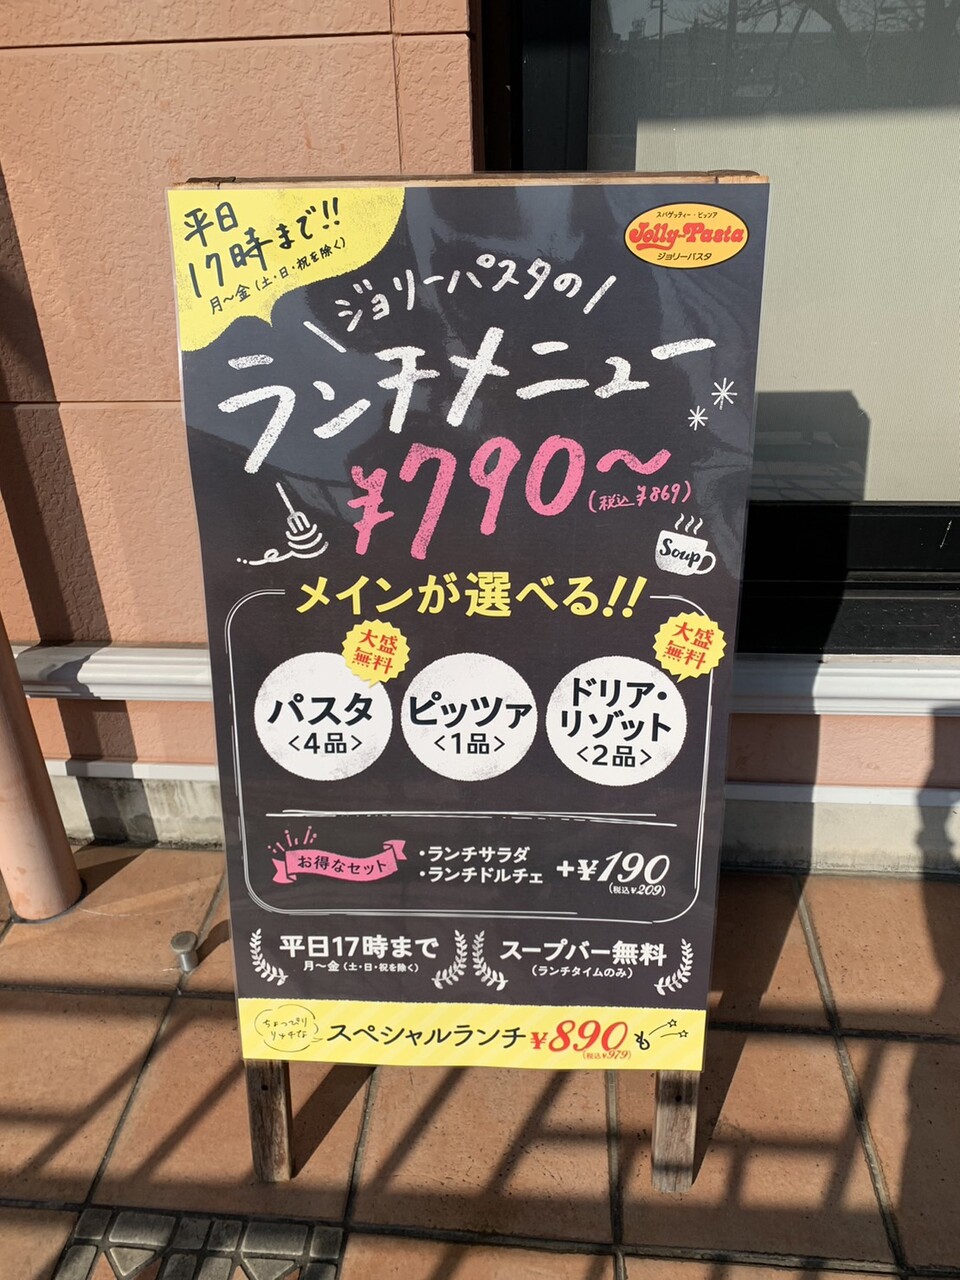 平日
17時まで!!
月〜金(土・日・祝を除く)
スパゲッティー・ピッツア
Jolly-Pasta
ジョリーパスタ
ジョリーパスタの
ランチメニュー
¥790〜
(税込¥869)
Soup
メインが選べる!!
大盛
無料
大盛
無料
パスタ
<4品>
ピッツァ
<1品>
ドリア・
リゾット
<2品>
お得なセット
・ランチサラダ
・ランチドルチェ
+¥190
(税込¥209)
平日17時まで
月〜金(土・日・祝を除く)
スープバー無料
(ランチタイムのみ)
ちょっぴり
リッチな
スペシャルランチ¥890も
(税込¥979)